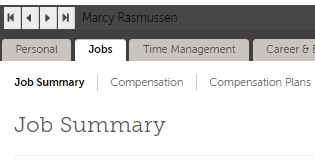 Marcy Rasmussen
Personal Jobs Time Management Career &
Job Summary Compensation Compensation Plans
Job Summary